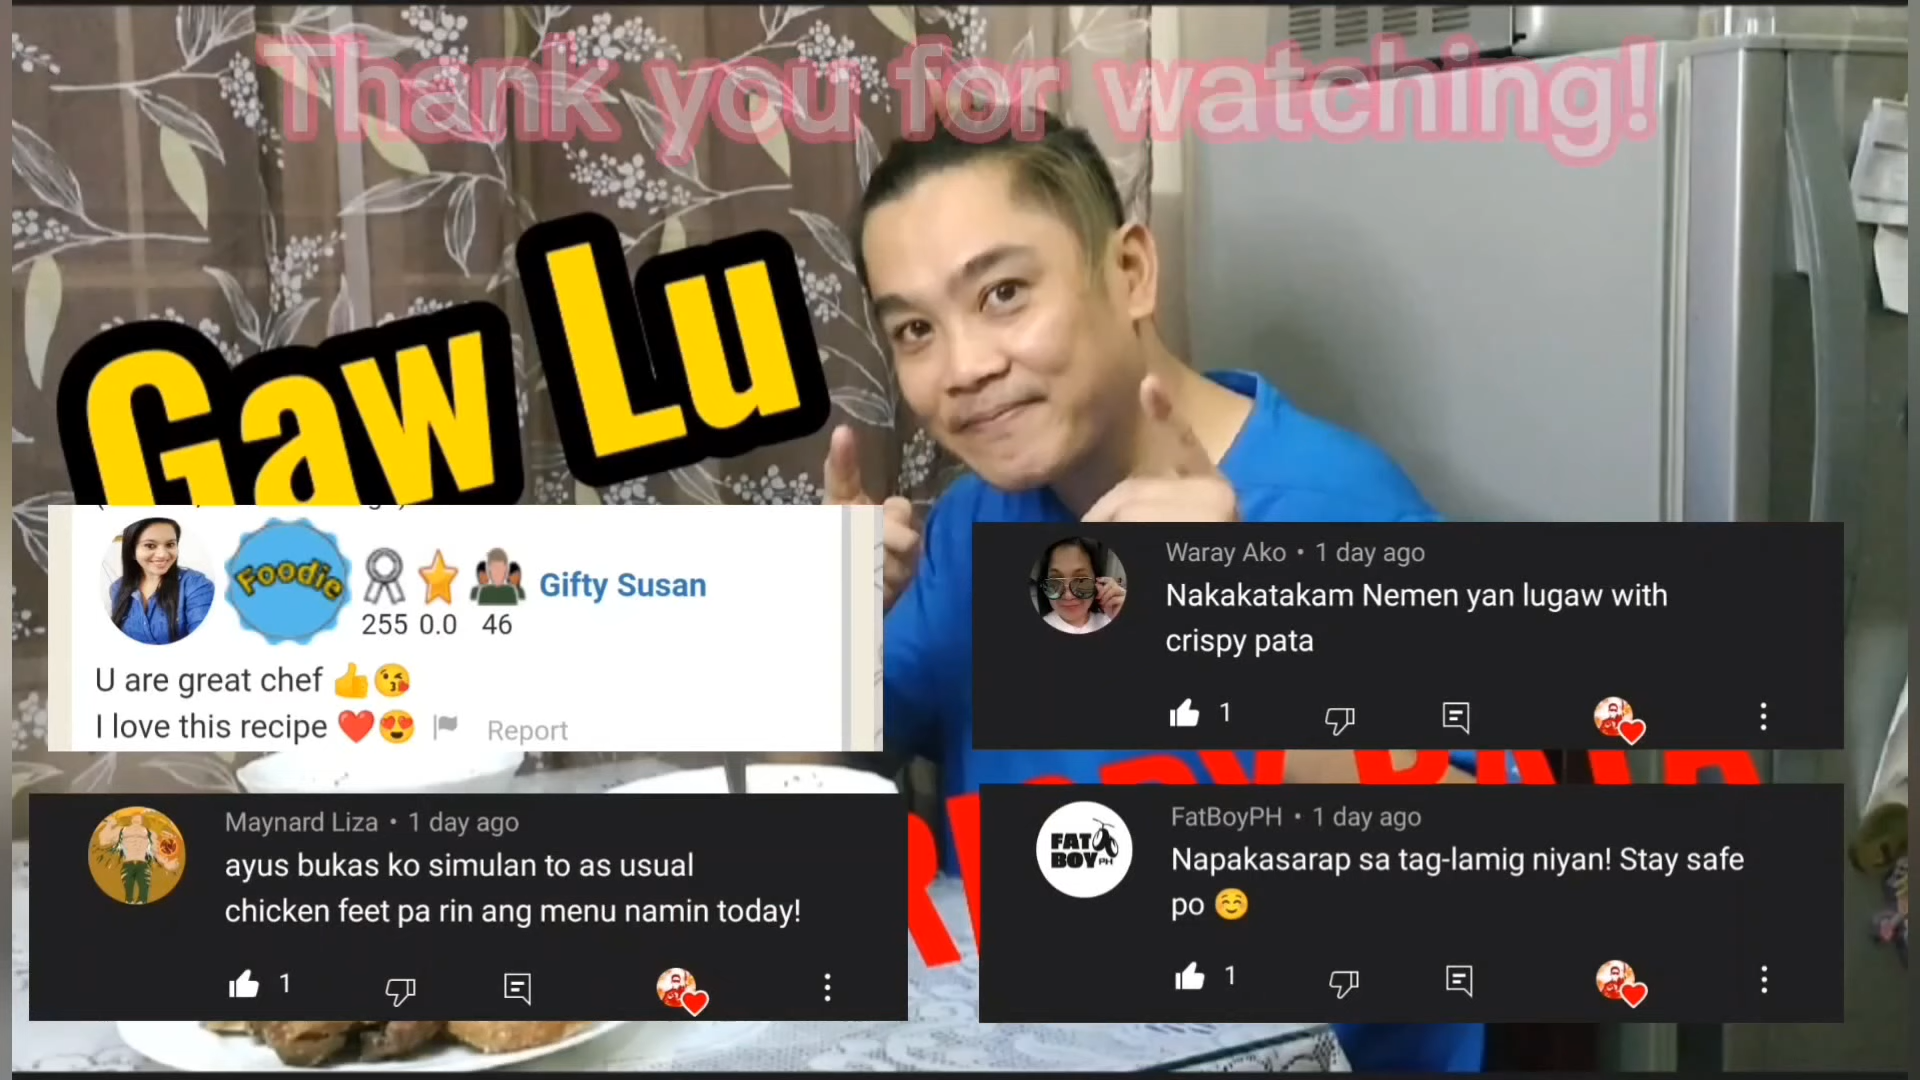 Thank you for watching!
Gaw Lu
Foodie
Gifty Susan
255 0.0 46
U are great chef 👍😘
I love this recipe ❤️😍 Report
Waray Ako • 1 day ago
Nakakatakam Nemen yan lugaw with
crispy pata
1
Maynard Liza • 1 day ago
ayus bukas ko simulan to as usual
chicken feet pa rin ang menu namin today!
1
FAT
BOY PH
FatBoyPH • 1 day ago
Napakasarap sa tag-lamig niyan! Stay safe
po ☺️
1